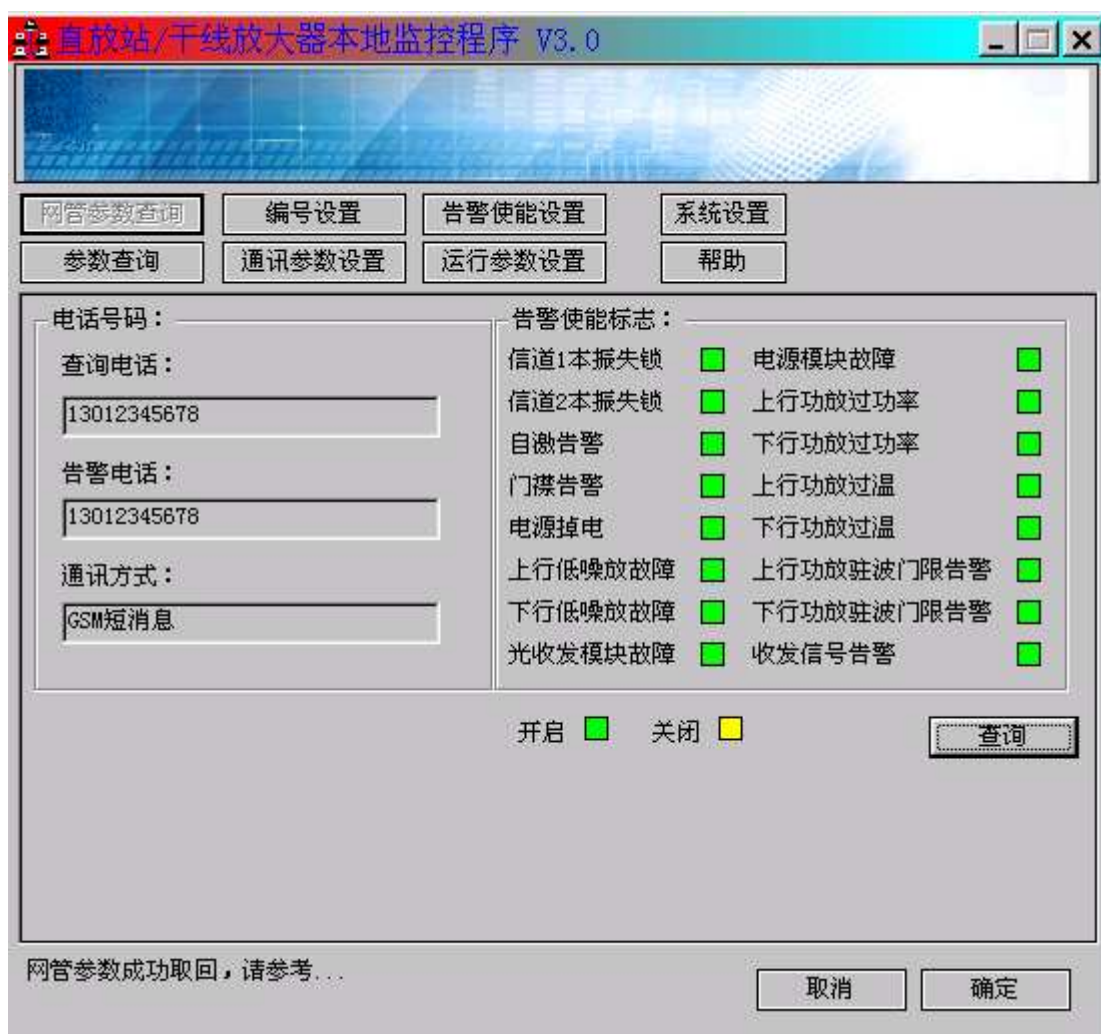 直放站/干线放大器本地监控程序 V3.0
网管参数查询 编号设置 告警使能设置 系统设置
参数查询 通讯参数设置 运行参数设置 帮助
电话号码：
查询电话：
13012345678
告警电话：
13012345678
通讯方式：
GSM短消息
告警使能标志：
信道1本振失锁 电源模块故障
信道2本振失锁 上行功放过功率
自激告警 下行功放过功率
门襟告警 上行功放过温
电源掉电 下行功放过温
上行低噪放故障 上行功放驻波门限告警
下行低噪放故障 下行功放驻波门限告警
光收发模块故障 收发信号告警
开启 关闭 查询
网管参数成功取回，请参考...
取消 确定